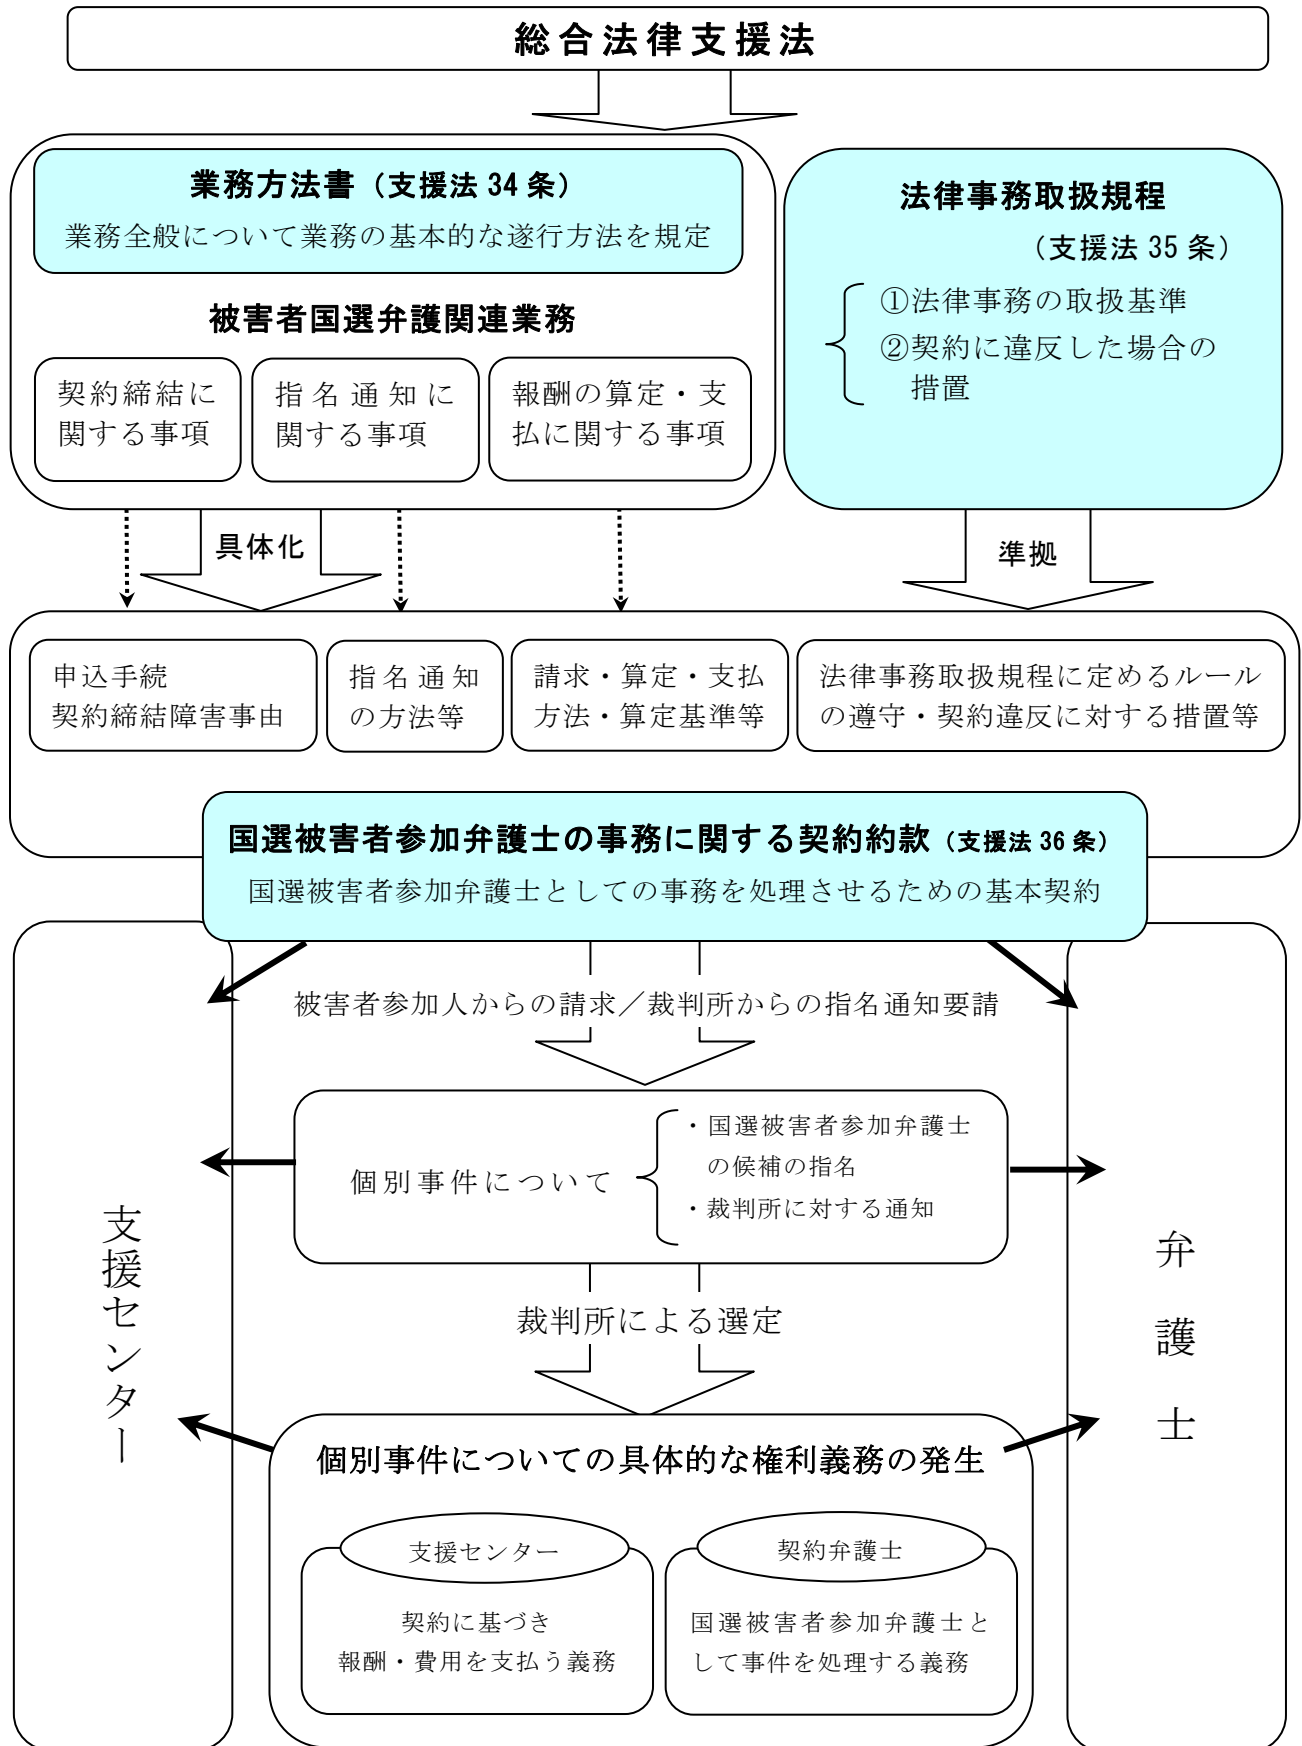 総合法律支援法
業務方法書（支援法 34 条）
業務全般について業務の基本的な遂行方法を規定
被害者国選弁護関連業務
契約締結に
関する事項
指名通知に
関する事項
報酬の算定・支
払に関する事項
法律事務取扱規程
（支援法 35 条）
①法律事務の取扱基準
②契約に違反した場合の
措置
具体化
準拠
申込手続
契約締結障害事由
指名通知
の方法等
請求・算定・支払
方法・算定基準等
法律事務取扱規程に定めるルール
の遵守・契約違反に対する措置等
国選被害者参加弁護士の事務に関する契約約款（支援法 36 条）
国選被害者参加弁護士としての事務を処理させるための基本契約
被害者参加人からの請求／裁判所からの指名通知要請
個別事件について
・国選被害者参加弁護士
の候補の指名
・裁判所に対する通知
支援センター
弁護士
裁判所による選定
個別事件についての具体的な権利義務の発生
支援センター
契約に基づき
報酬・費用を支払う義務
契約弁護士
国選被害者参加弁護士と
して事件を処理する義務